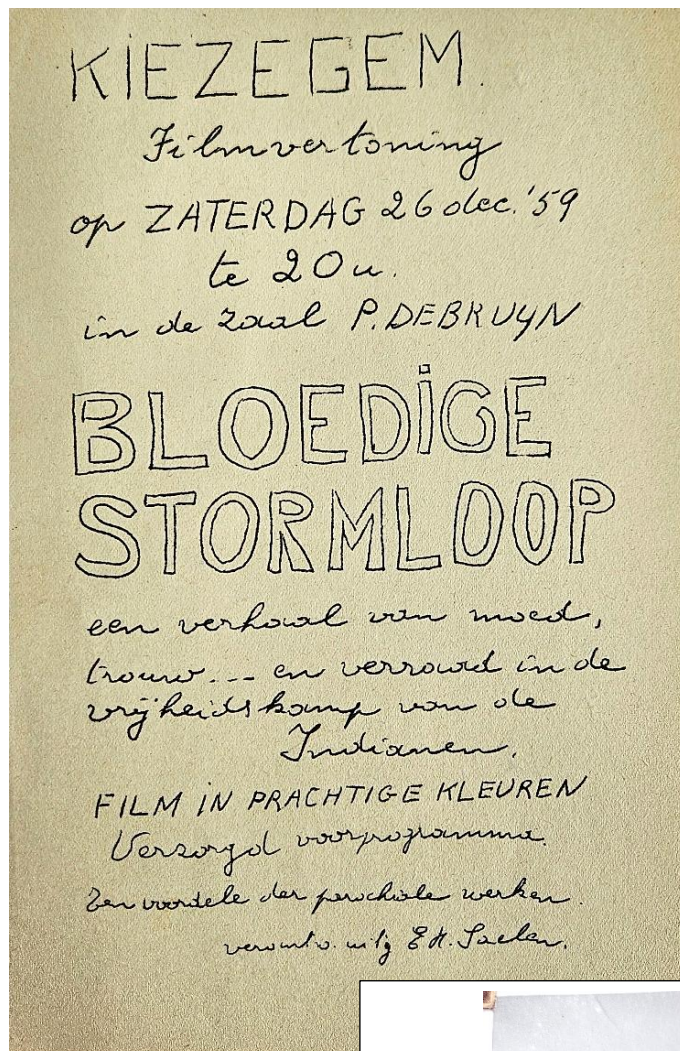 KIEZEGEM.
Filmvertoning
op ZATERDAG 26 dec. '59
te 20u.
in de zaal P. DEBRUYN
BLOEDIGE
STORMLOOP
een verhaal van moed,
trouw... en verraad in de
vrijheidskamp van de
Indianen.
FILM IN PRACHTIGE KLEUREN
Verzorgd voorprogramma.
Ten voordele der parochiale werken.
verantw. uitg E.H.